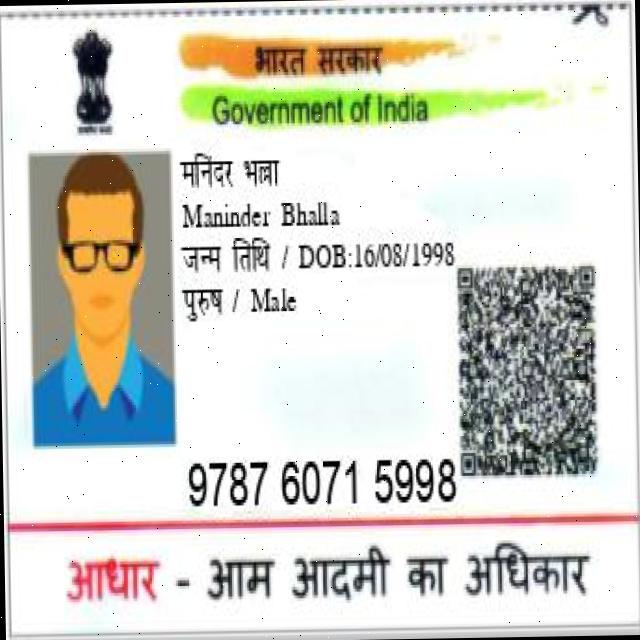 भारत सरकार
Government of India
मनिंदर भल्ला
Maninder Bhalla
जन्म तिथि / DOB:16/08/1998
पुरुष / Male
9787 6071 5998
आधार - आम आदमी का अधिकार